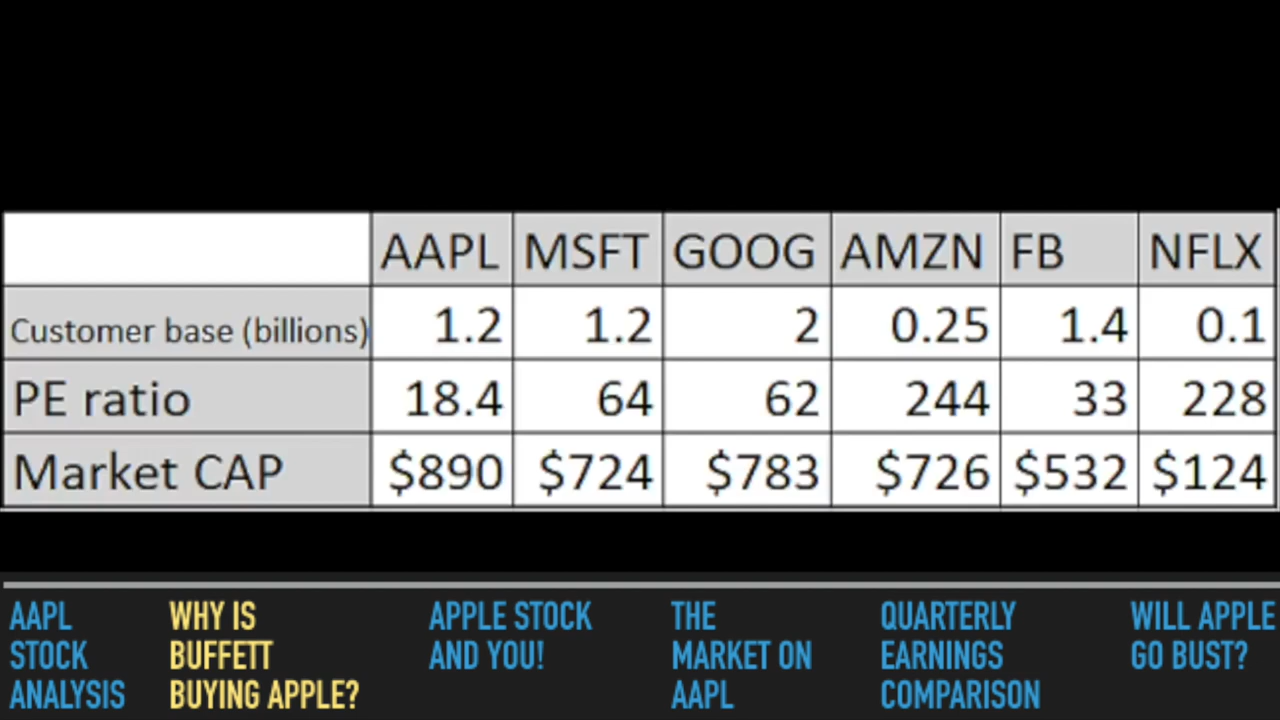 AAPL MSFT GOOG AMZN FB NFLX
Customer base (billions) 1.2 1.2 2 0.25 1.4 0.1
PE ratio 18.4 64 62 244 33 228
Market CAP $890 $724 $783 $726 $532 $124
AAPL
STOCK
ANALYSIS
WHY IS
BUFFETT
BUYING APPLE?
APPLE STOCK
AND YOU!
THE
MARKET ON
AAPL
QUARTERLY
EARNINGS
COMPARISON
WILL APPLE
GO BUST?